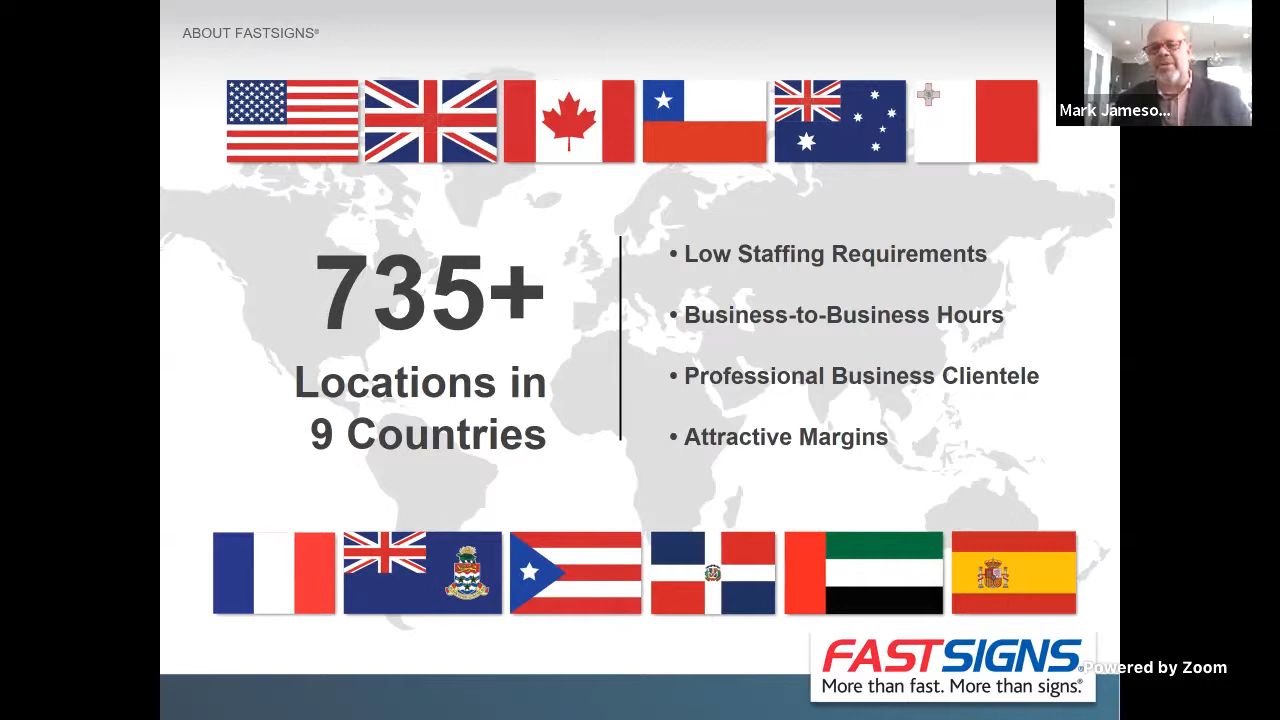 ABOUT FASTSIGNS®
Mark Jameso...
735+
Locations in
9 Countries
• Low Staffing Requirements
• Business-to-Business Hours
• Professional Business Clientele
• Attractive Margins
FASTSIGNS®
More than fast. More than signs.®
Powered by Zoom